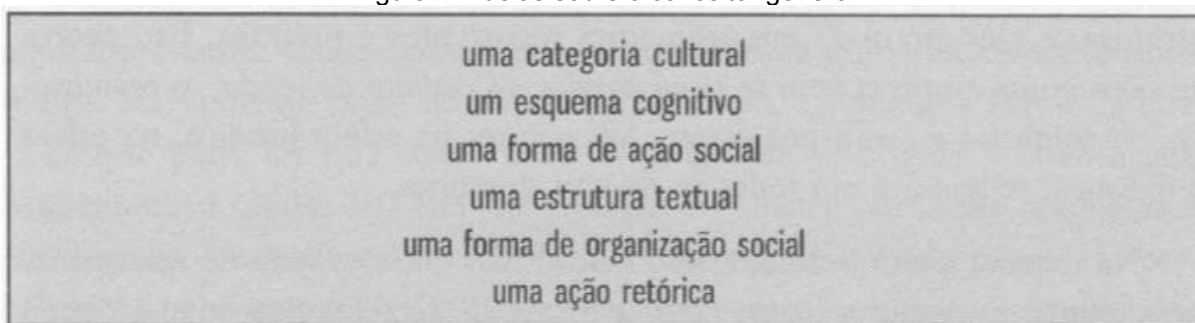 uma categoria cultural
um esquema cognitivo
uma forma de ação social
uma estrutura textual
uma forma de organização social
uma ação retórica